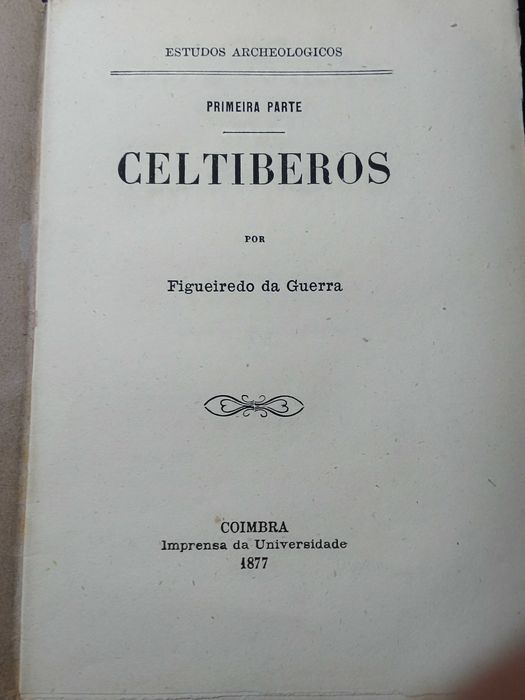 ESTUDOS ARCHEOLOGICOS
PRIMEIRA PARTE
CELTIBEROS
POR
Figueiredo da Guerra
COIMBRA
Imprensa da Universidade
1877